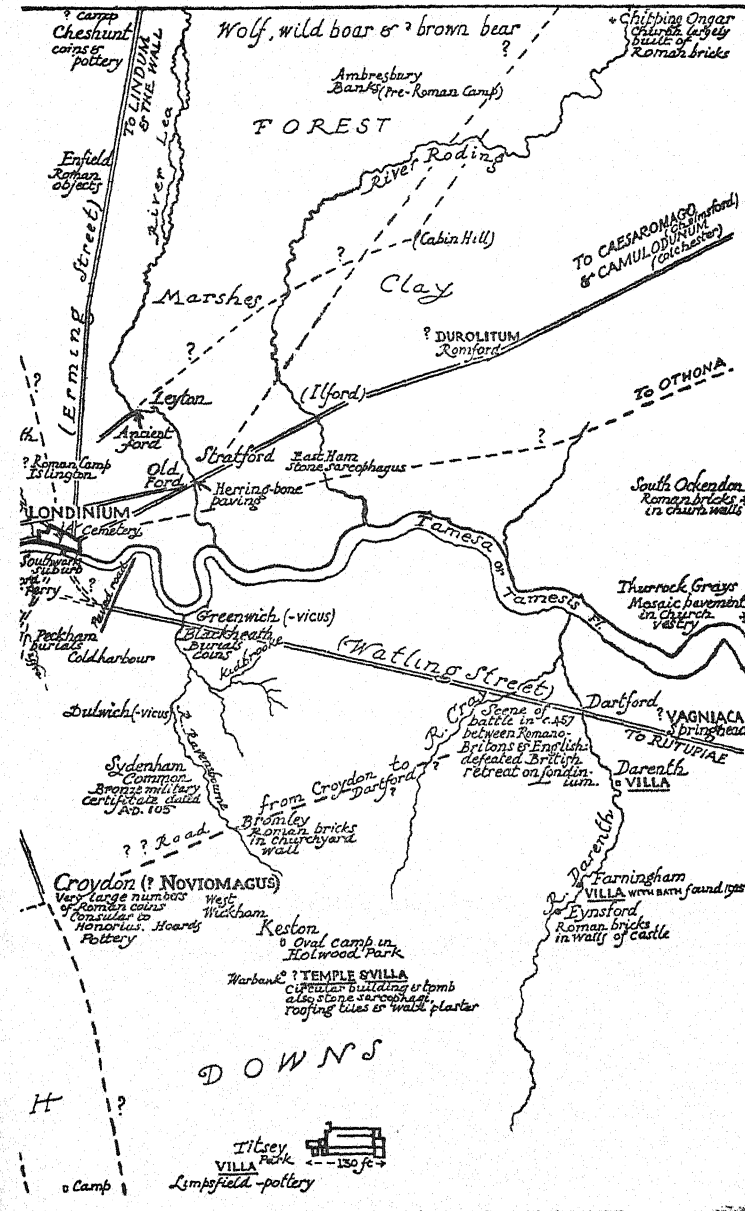 ? Camp
Cheshunt
coins &
pottery
TO LINDUM
& THE WALL
River Lea
Wolf, wild boar & ? brown bear
?
Chipping Ongar
Church largely
built of
Roman bricks
Ambresbury
Banks (Pre-Roman Camp)
FOREST
Enfield
Roman
objects
River Roding
(Erming Street)
(Cabin Hill)
?
TO CAESAROMAGO
(Chelmsford)
& CAMULODUNUM
(Colchester)
Marshes
Clay
?
? DUROLITUM
Romford
?
Leyton
(Ilford)
TO OTHONA
th
Ancient
ford
?
? Roman Camp
Islington
Old
Ford
Stratford
East Ham
Stone sarcophagus
Herring-bone
paving
South Ockendon
Roman bricks
in church walls
LONDINIUM
Cemetery
Southwark
suburb
Ferry
Paved road
Tamesa or Tamesis Fl.
Thurrock Grays
Mosaic pavement
in church
vestry
Peckham
burials
Coldharbour
Greenwich (-vicus)
Blackheath
Burials
coins
Kidbrooke
(Watling Street)
Dulwich (-vicus)
R. Ravensbourne
R. Cray
Scene of
battle in c.457
between Romano-
Britons & English:
defeated British
retreat on London-
ium.
Dartford
? VAGNIACA
Springhead
TO RUTUPIAE
Sydenham
Common
Bronze military
certificate dated
A.D. 105
Darenth
VILLA
? ? Road from Croydon to
Dartford ?
?
Bromley
Roman bricks
in churchyard
wall
R. Darenth
Croydon (? NOVIOMAGUS)
Very large numbers
of Roman coins
Consular to
Honorius. Hoards
Pottery
West
Wickham
Farningham
VILLA WITH BATH found 1925
Eynsford
Roman bricks
in walls of castle
Keston
Oval camp in
Holwood Park
Warbank ? TEMPLE & VILLA
Circular building & tomb
also stone sarcophagi,
roofing tiles & wall plaster
DOWNS
H
?
Titsey
Park
VILLA
130 ft
Limpsfield - pottery
Camp